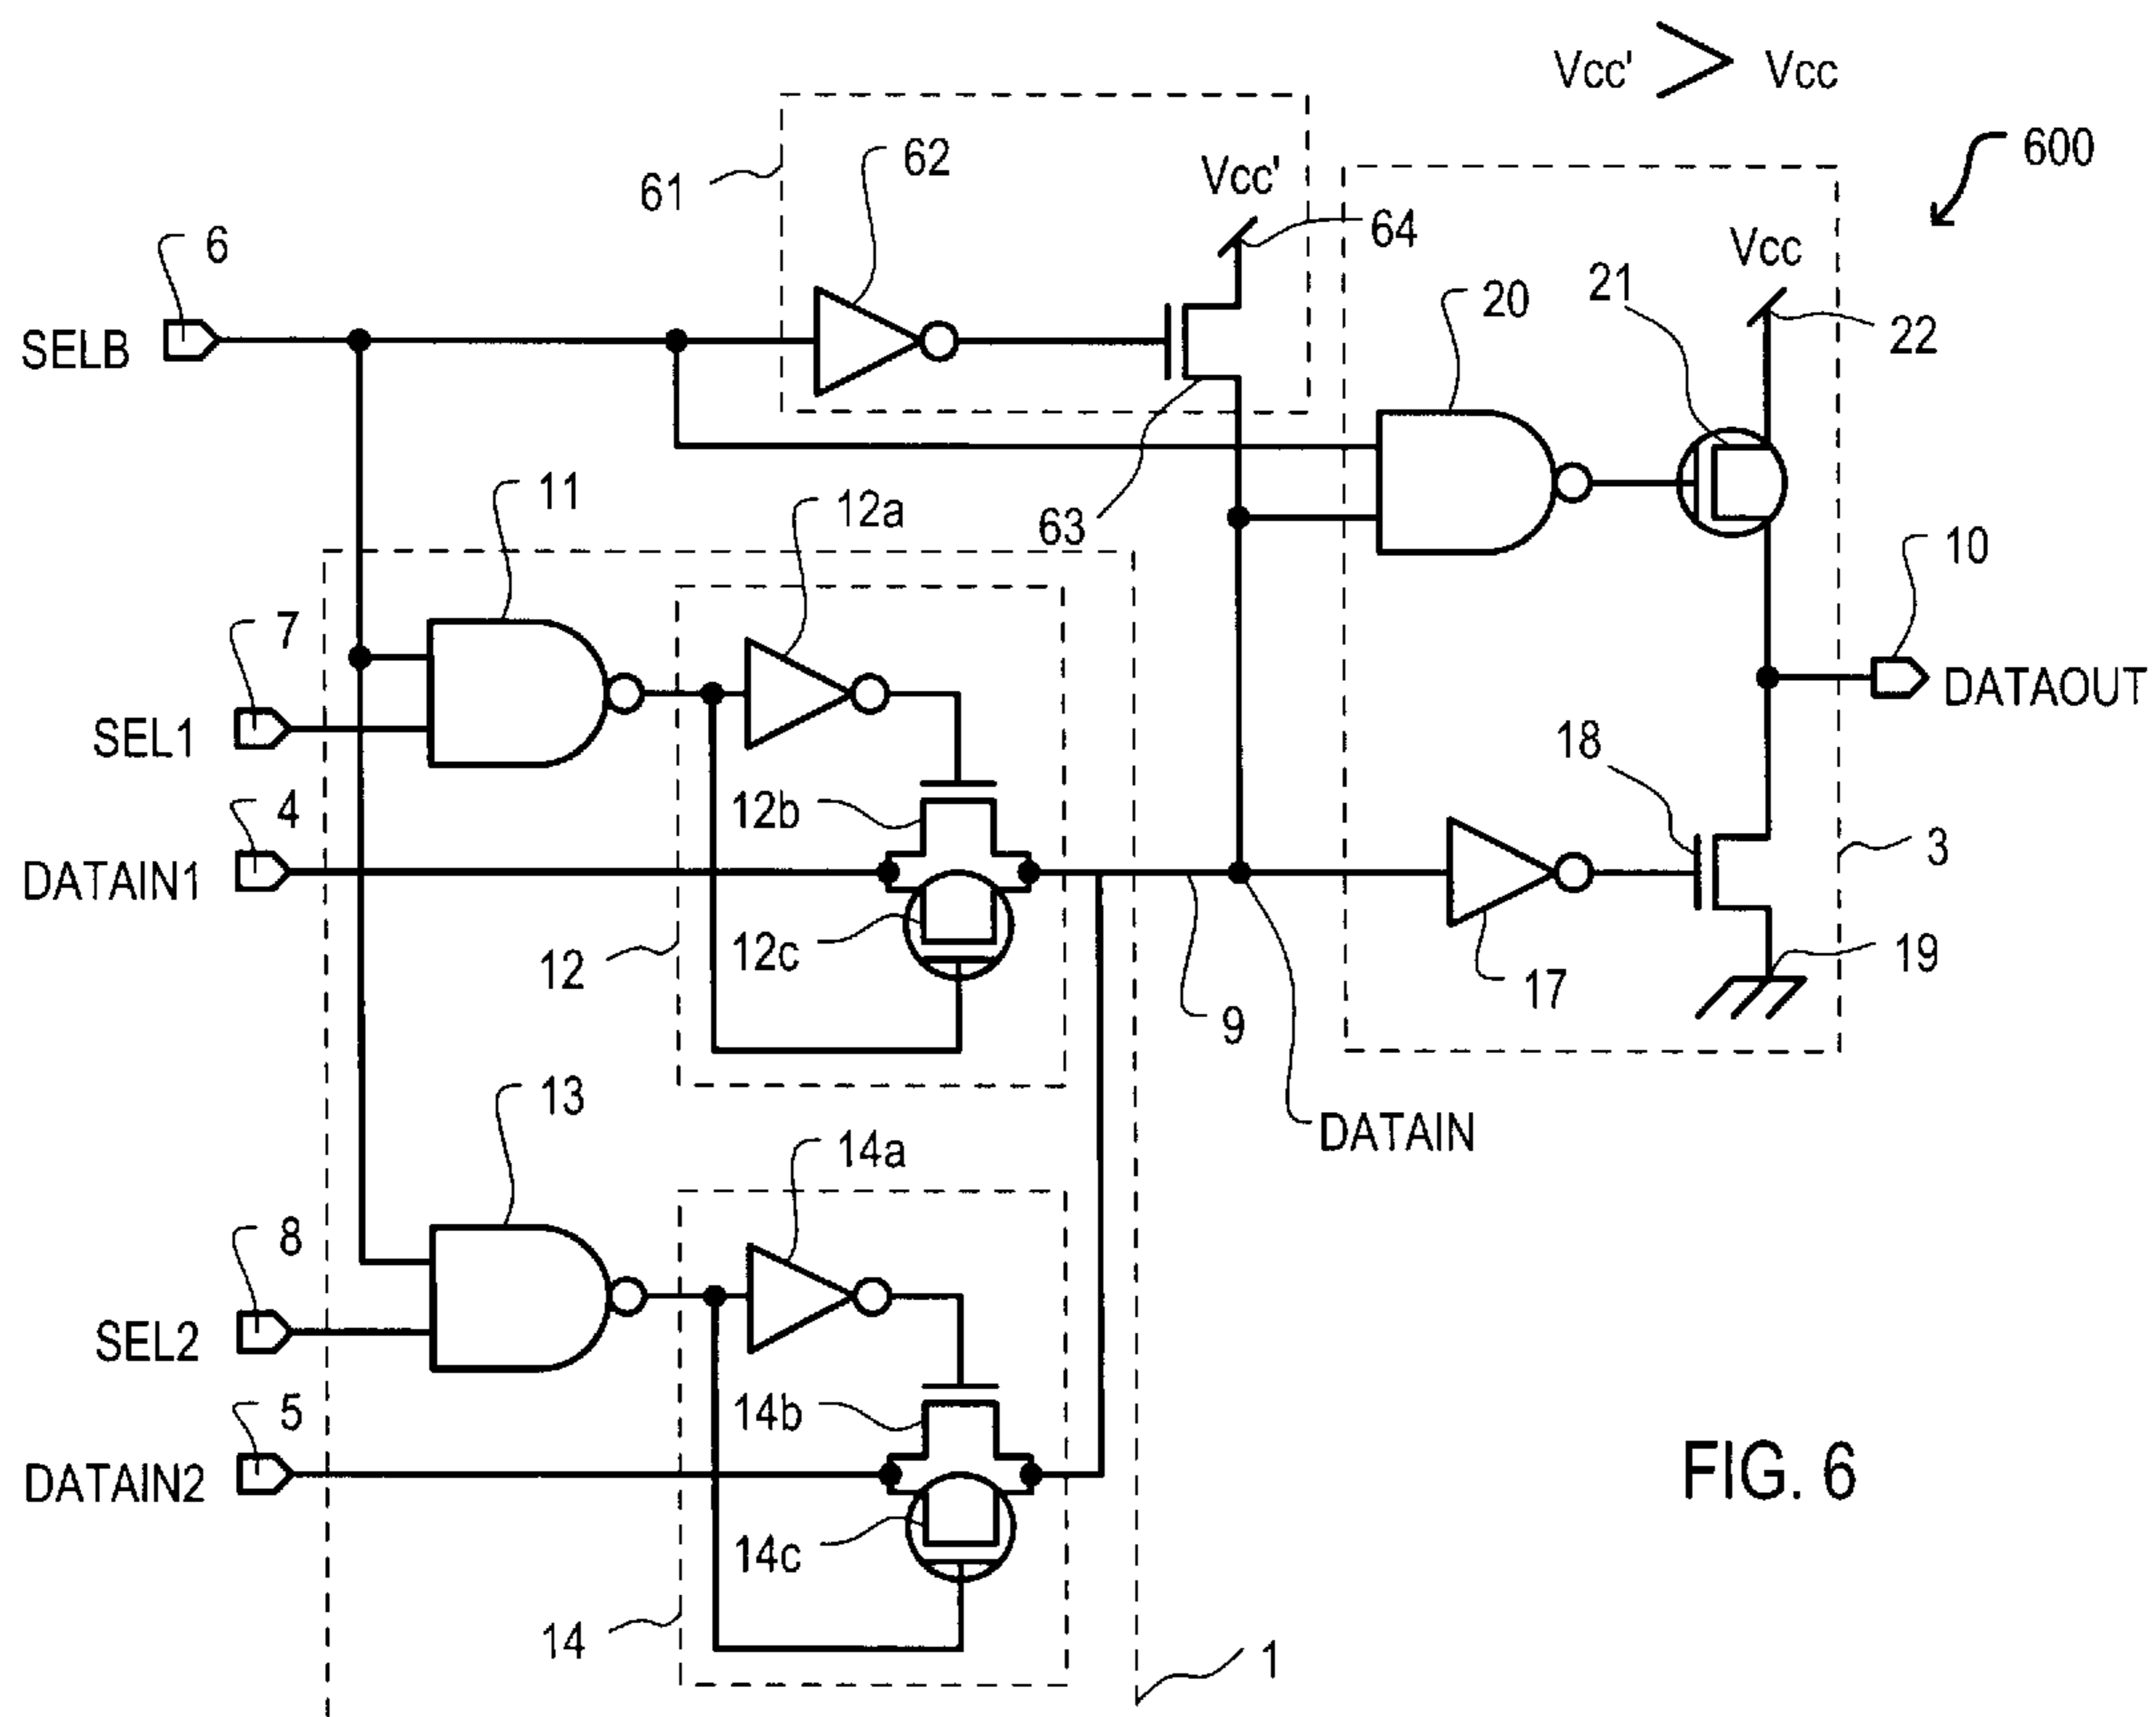 Vcc' > Vcc
600
61
62
Vcc'
64
Vcc
6
SELB
20
21
22
63
11
12a
10
7
SEL1
DATAOUT
18
4
12b
DATAIN1
3
12
12c
17
19
9
13
DATAIN
14a
8
SEL2
5
14b
DATAIN2
14c
FIG. 6
14
1